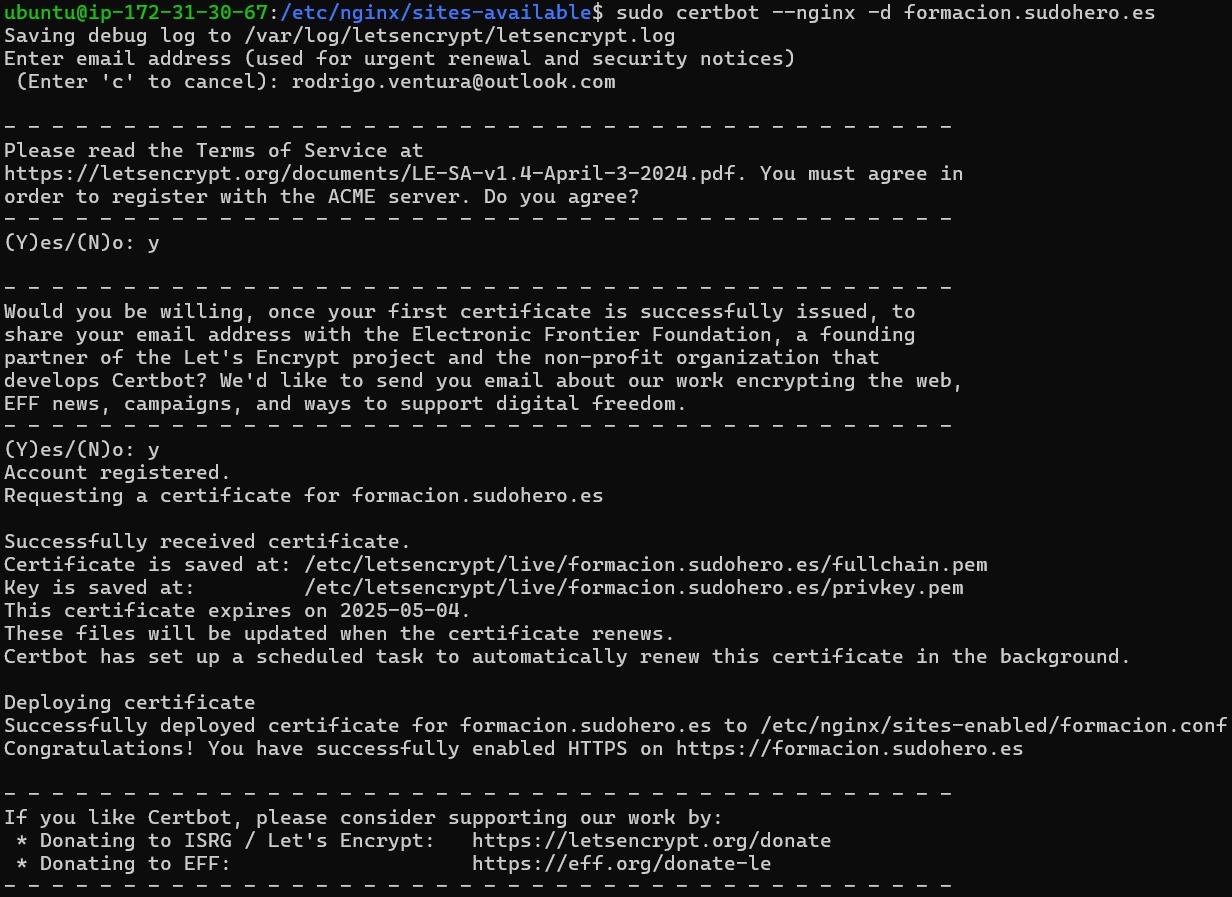 ubuntu@ip-172-31-30-67:/etc/nginx/sites-available$ sudo certbot --nginx -d formacion.sudohero.es
Saving debug log to /var/log/letsencrypt/letsencrypt.log
Enter email address (used for urgent renewal and security notices)
 (Enter 'c' to cancel): rodrigo.ventura@outlook.com

- - - - - - - - - - - - - - - - - - - - - - - - - - - - - - - - - - - - - - - -
Please read the Terms of Service at
https://letsencrypt.org/documents/LE-SA-v1.4-April-3-2024.pdf. You must agree in
order to register with the ACME server. Do you agree?
- - - - - - - - - - - - - - - - - - - - - - - - - - - - - - - - - - - - - - - -
(Y)es/(N)o: y

- - - - - - - - - - - - - - - - - - - - - - - - - - - - - - - - - - - - - - - -
Would you be willing, once your first certificate is successfully issued, to
share your email address with the Electronic Frontier Foundation, a founding
partner of the Let's Encrypt project and the non-profit organization that
develops Certbot? We'd like to send you email about our work encrypting the web,
EFF news, campaigns, and ways to support digital freedom.
- - - - - - - - - - - - - - - - - - - - - - - - - - - - - - - - - - - - - - - -
(Y)es/(N)o: y
Account registered.
Requesting a certificate for formacion.sudohero.es

Successfully received certificate.
Certificate is saved at: /etc/letsencrypt/live/formacion.sudohero.es/fullchain.pem
Key is saved at:         /etc/letsencrypt/live/formacion.sudohero.es/privkey.pem
This certificate expires on 2025-05-04.
These files will be updated when the certificate renews.
Certbot has set up a scheduled task to automatically renew this certificate in the background.

Deploying certificate
Successfully deployed certificate for formacion.sudohero.es to /etc/nginx/sites-enabled/formacion.conf
Congratulations! You have successfully enabled HTTPS on https://formacion.sudohero.es

- - - - - - - - - - - - - - - - - - - - - - - - - - - - - - - - - - - - - - - -
If you like Certbot, please consider supporting our work by:
 * Donating to ISRG / Let's Encrypt:   https://letsencrypt.org/donate
 * Donating to EFF:                    https://eff.org/donate-le
- - - - - - - - - - - - - - - - - - - - - - - - - - - - - - - - - - - - - - - -